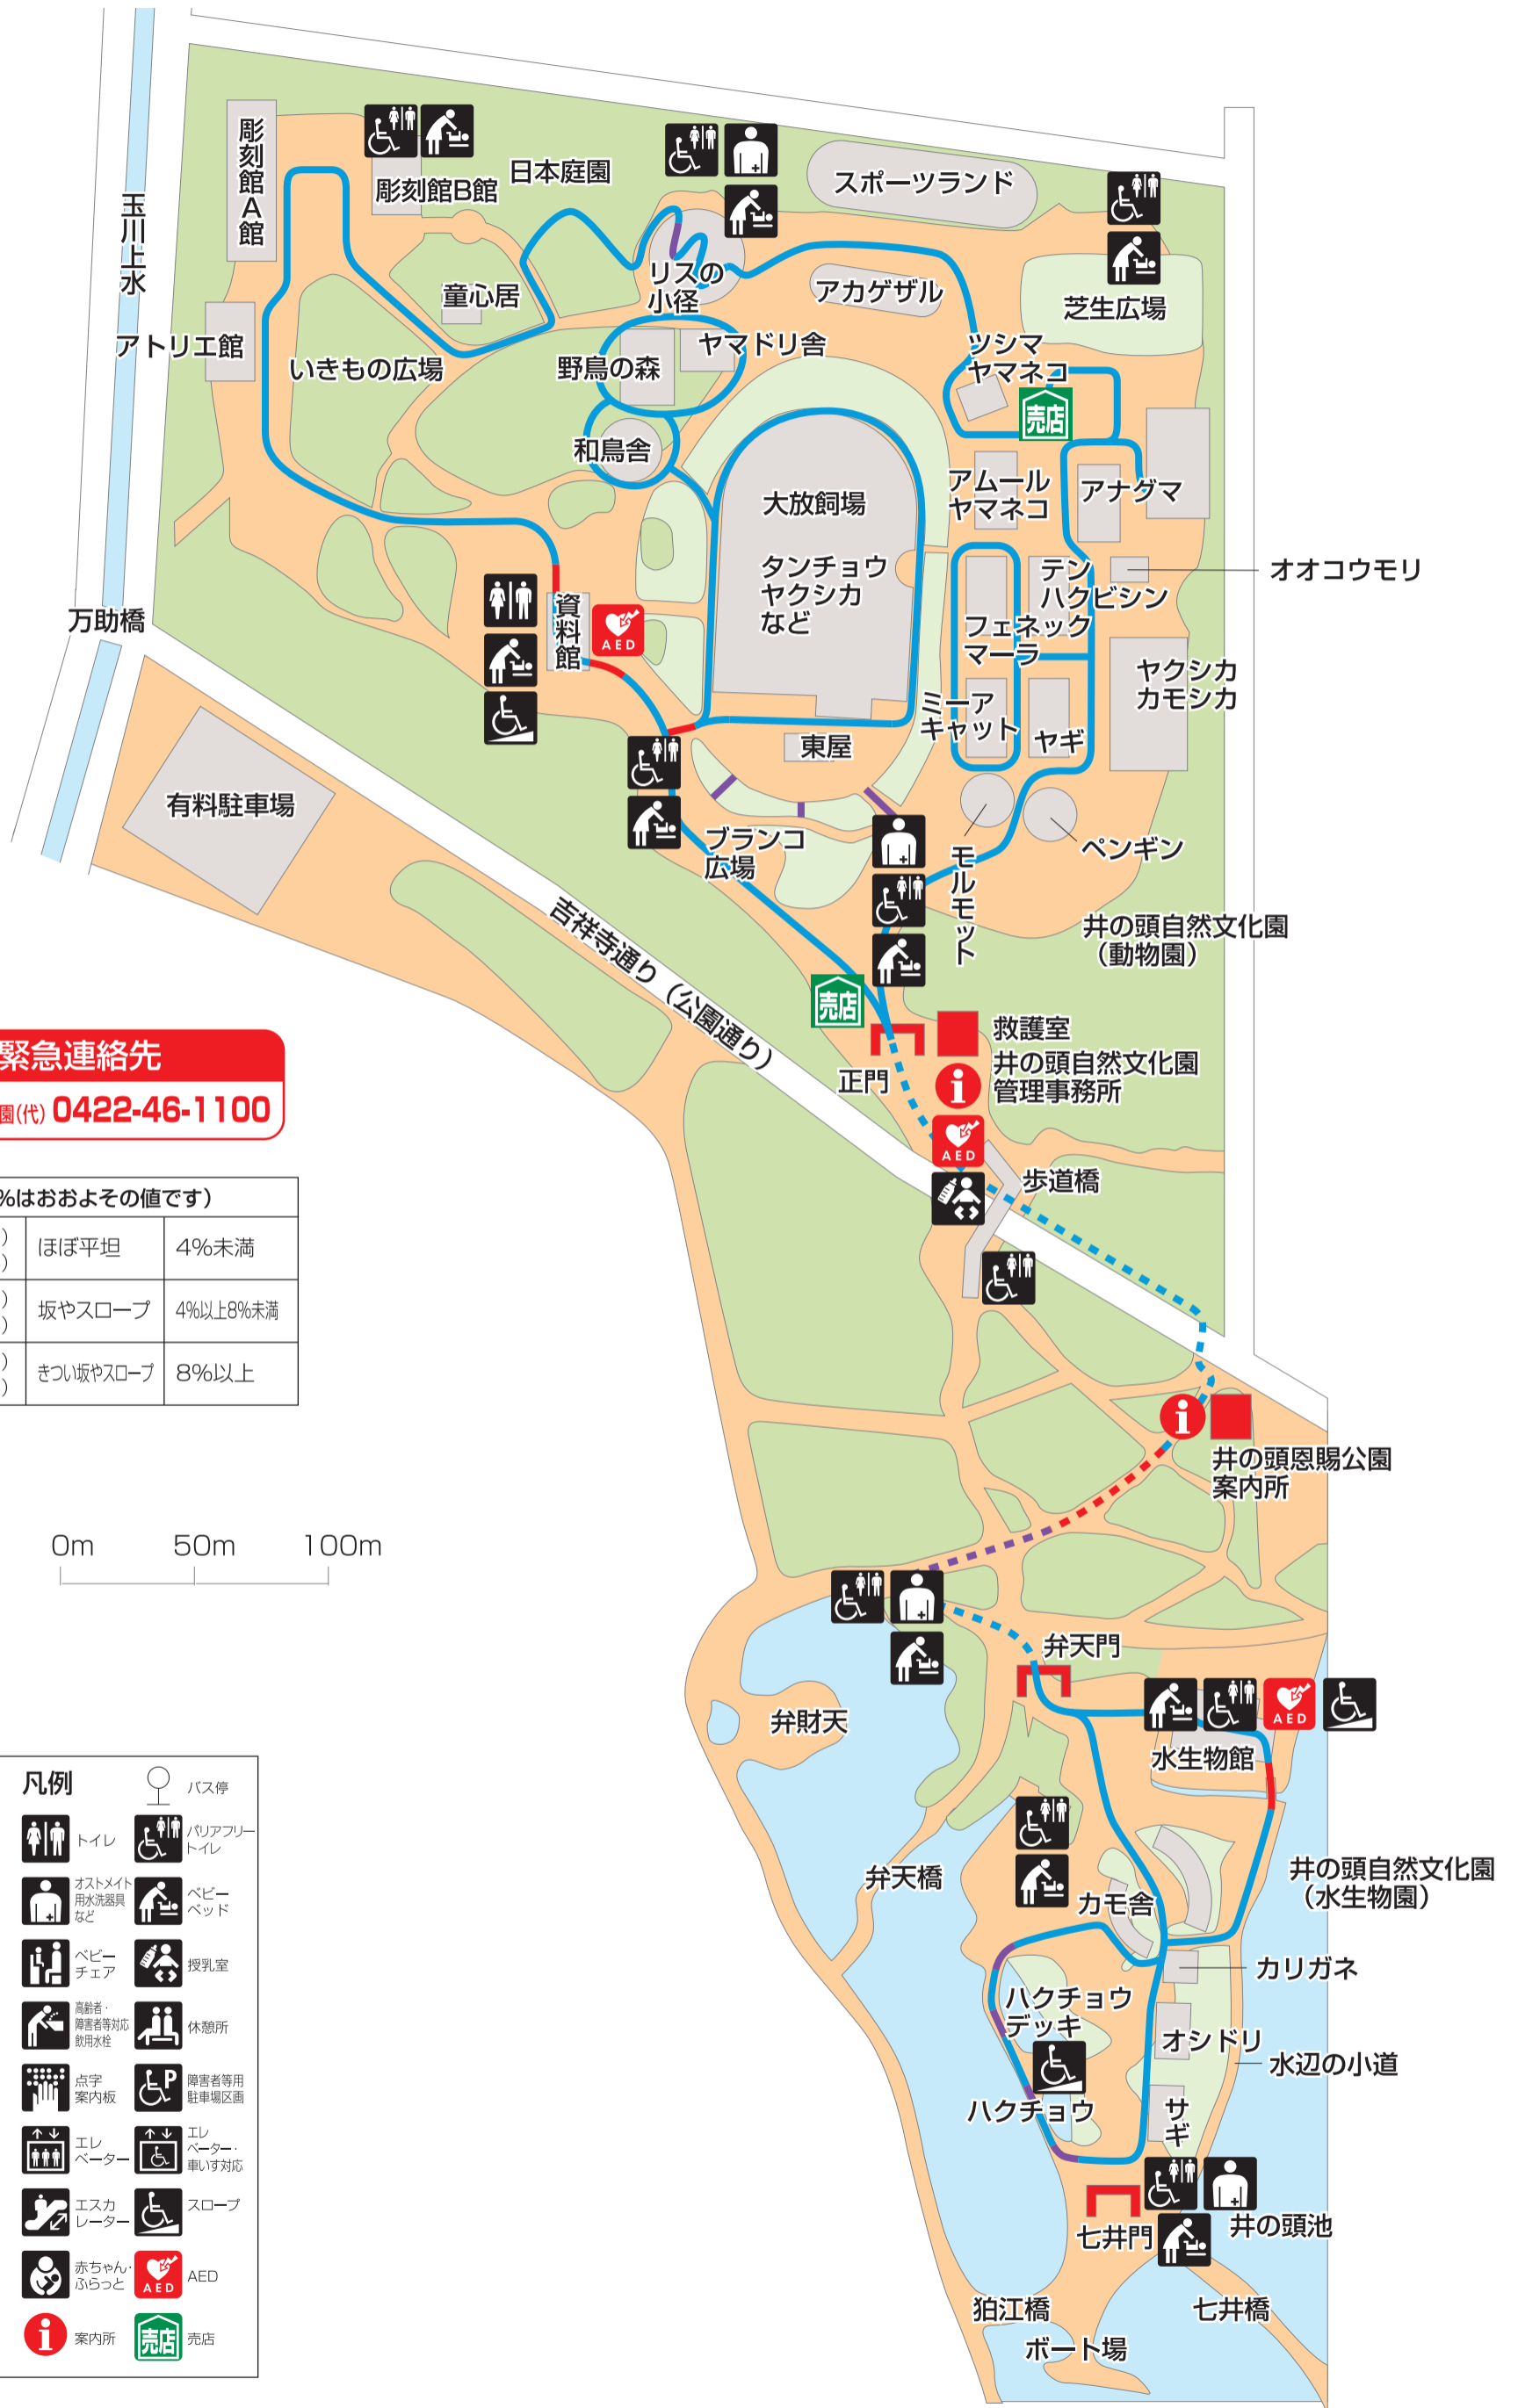 玉川上水
彫刻館A館
彫刻館B館
日本庭園
スポーツランド
リスの
小径
アカゲザル
芝生広場
童心居
アトリエ館
いきもの広場
野鳥の森
ヤマドリ舎
ツシマ
ヤマネコ
売店
和鳥舎
大放飼場
タンチョウ
ヤクシカ
など
アムール
ヤマネコ
アナグマ
オオコウモリ
テン
ハクビシン
フェネック
マーラ
万助橋
資料館
AED
ヤクシカ
カモシカ
ミーア
キャット
ヤギ
東屋
有料駐車場
ブランコ
広場
モルモット
ペンギン
井の頭自然文化園
（動物園）
吉祥寺通り（公園通り）
売店
救護室
正門
井の頭自然文化園
管理事務所
AED
歩道橋
緊急連絡先
園(代) 0422-46-1100
%はおおよその値です）
） ほぼ平坦 4%未満
）
） 坂やスロープ 4%以上8%未満
）
） きつい坂やスロープ 8%以上
）
井の頭恩賜公園
案内所
0m 50m 100m
弁天門
弁財天
AED
水生物館
弁天橋
カモ舎
井の頭自然文化園
（水生物園）
カリガネ
ハクチョウ
デッキ
オシドリ
水辺の小道
ハクチョウ
サギ
七井門
井の頭池
狛江橋
七井橋
ボート場
凡例
バス停
トイレ
バリアフリー
トイレ
オストメイト
用水洗器具
など
ベビー
ベッド
ベビー
チェア
授乳室
高齢者・
障害者等対応
飲用水栓
休憩所
点字
案内板
P
障害者等用
駐車場区画
エレ
ベーター
エレ
ベーター・
車いす対応
エスカ
レーター
スロープ
赤ちゃん・
ふらっと
AED
AED
案内所
売店
売店